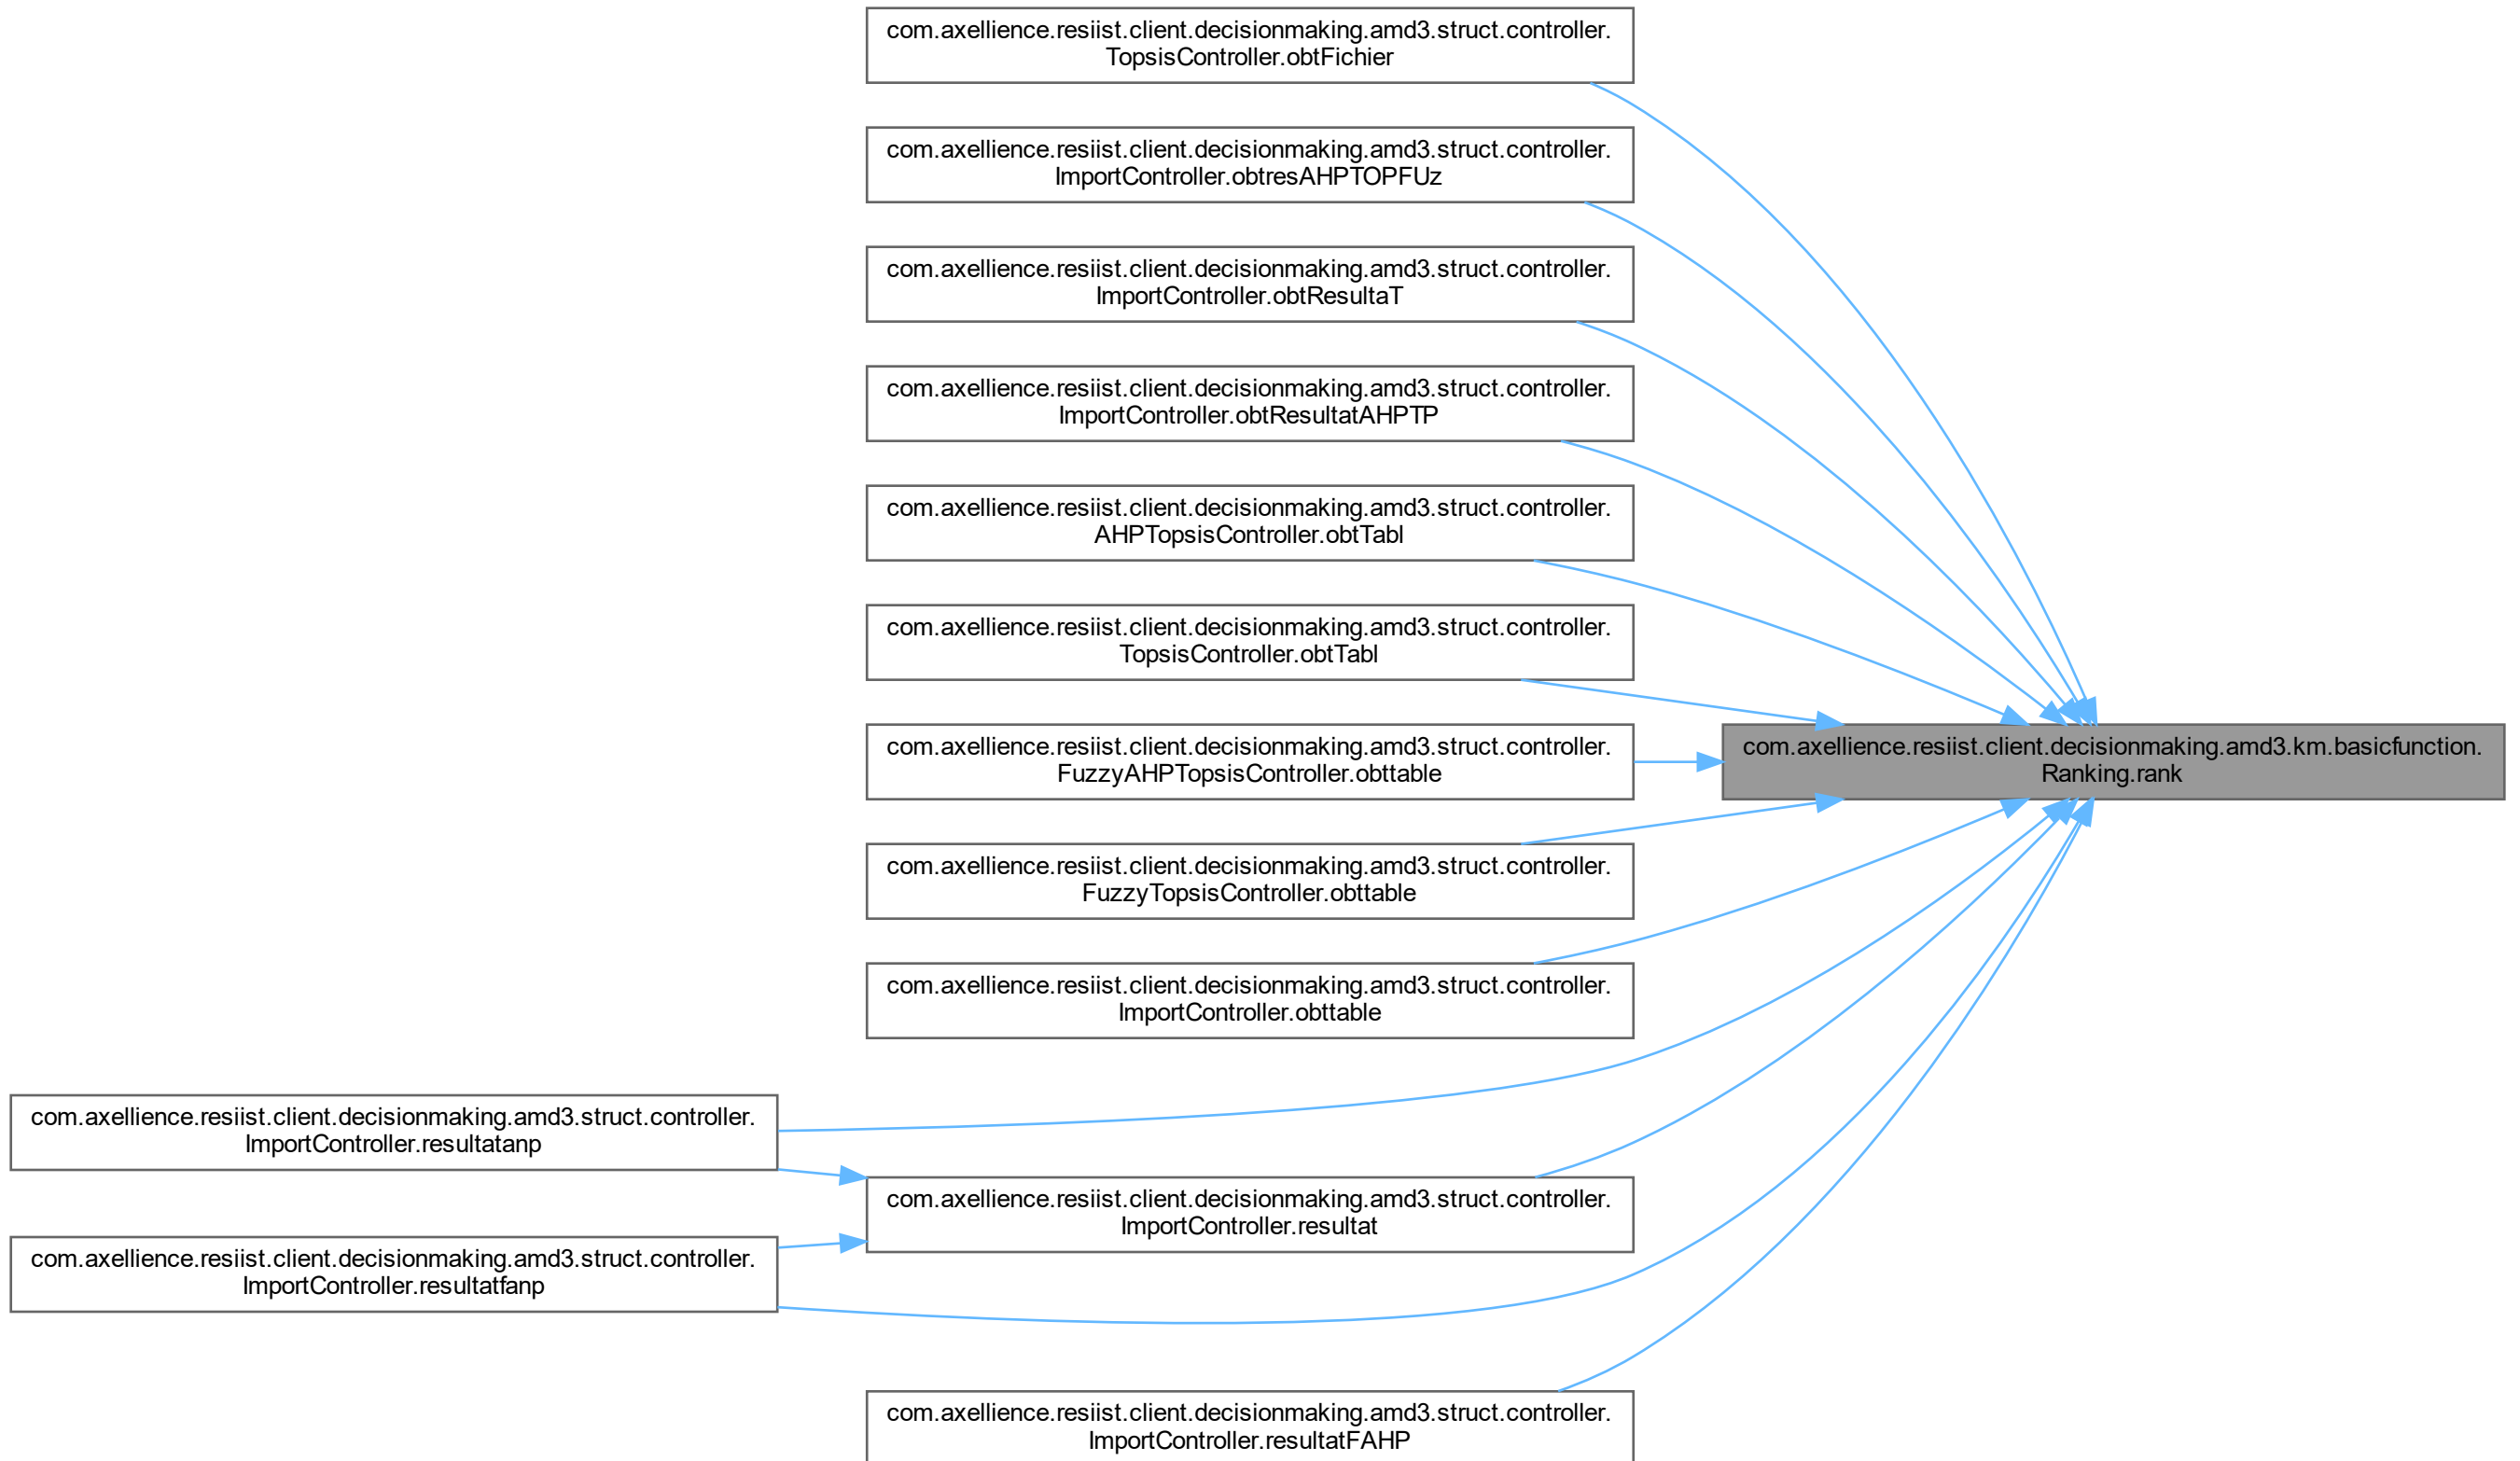 com.axellience.resiist.client.decisionmaking.amd3.struct.controller.
TopsisController.obtFichier
com.axellience.resiist.client.decisionmaking.amd3.struct.controller.
ImportController.obtresAHPTOPFUz
com.axellience.resiist.client.decisionmaking.amd3.struct.controller.
ImportController.obtResultaT
com.axellience.resiist.client.decisionmaking.amd3.struct.controller.
ImportController.obtResultatAHPTP
com.axellience.resiist.client.decisionmaking.amd3.struct.controller.
AHPTopsisController.obtTabl
com.axellience.resiist.client.decisionmaking.amd3.struct.controller.
TopsisController.obtTabl
com.axellience.resiist.client.decisionmaking.amd3.struct.controller.
FuzzyAHPTopsisController.obttable
com.axellience.resiist.client.decisionmaking.amd3.km.basicfunction.
Ranking.rank
com.axellience.resiist.client.decisionmaking.amd3.struct.controller.
FuzzyTopsisController.obttable
com.axellience.resiist.client.decisionmaking.amd3.struct.controller.
ImportController.obttable
com.axellience.resiist.client.decisionmaking.amd3.struct.controller.
ImportController.resultatanp
com.axellience.resiist.client.decisionmaking.amd3.struct.controller.
ImportController.resultat
com.axellience.resiist.client.decisionmaking.amd3.struct.controller.
ImportController.resultatfanp
com.axellience.resiist.client.decisionmaking.amd3.struct.controller.
ImportController.resultatFAHP